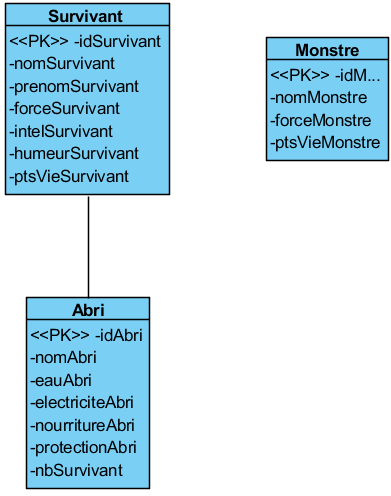 Survivant
<<PK>> -idSurvivant
-nomSurvivant
-prenomSurvivant
-forceSurvivant
-intelSurvivant
-humeurSurvivant
-ptsVieSurvivant
Monstre
<<PK>> -idM...
-nomMonstre
-forceMonstre
-ptsVieMonstre
Abri
<<PK>> -idAbri
-nomAbri
-eauAbri
-electriciteAbri
-nourritureAbri
-protectionAbri
-nbSurvivant